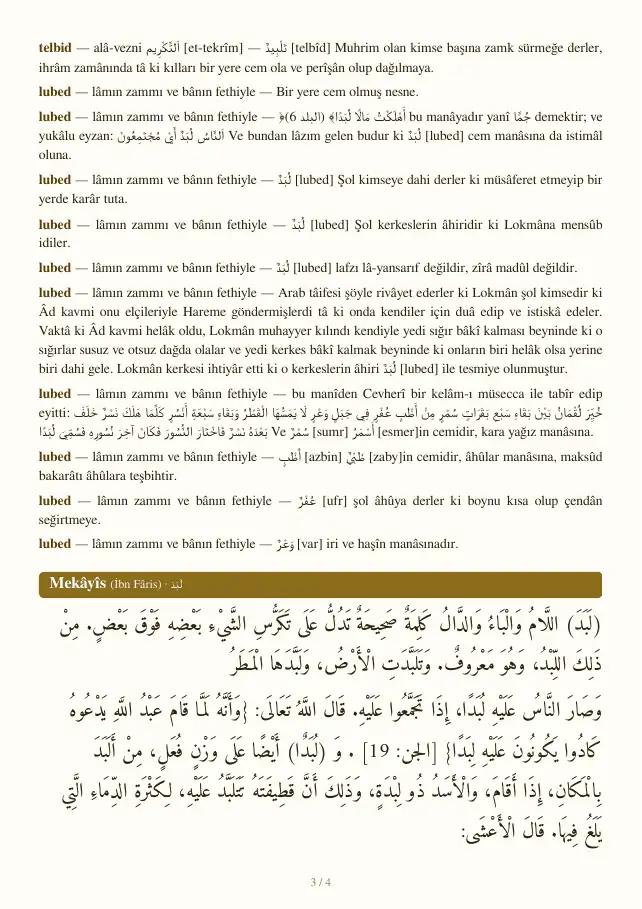 telbid — alâ-vezni اَلتَّكْرِيم [et-tekrîm] — تَلْبِيدٌ [telbîd] Muhrim olan kimse başına zamk sürmeğe derler,
ihrâm zamânında tâ ki kılları bir yere cem ola ve perîşân olup dağılmaya.
lubed — lâmın zammı ve bânın fethiyle — Bir yere cem olmuş nesne.
lubed — lâmın zammı ve bânın fethiyle — ﴿أَهْلَكْتُ مَالًا لُبَدًا﴾ (البلد 6) bu manâyadır yanî جُمًّا demektir; ve
yukâlu eyzan: اَلنَّاسُ لُبَدٌ أَيْ مُجْتَمِعُونَ Ve bundan lâzım gelen budur ki لُبَدٌ [lubed] cem manâsına da istimâl
oluna.
lubed — lâmın zammı ve bânın fethiyle — لُبَدٌ [lubed] Şol kimseye dahi derler ki müsâferet etmeyip bir
yerde karâr tuta.
lubed — lâmın zammı ve bânın fethiyle — لُبَدٌ [lubed] Şol kerkeslerin âhiridir ki Lokmâna mensûb
idiler.
lubed — lâmın zammı ve bânın fethiyle — لُبَدٌ [lubed] lafzı lâ-yansarıf değildir, zîrâ madûl değildir.
lubed — lâmın zammı ve bânın fethiyle — Arab tâifesi şöyle rivâyet ederler ki Lokmân şol kimsedir ki
Âd kavmi onu elçileriyle Hareme göndermişlerdi tâ ki onda kendiler için duâ edip ve istiskâ edeler.
Vaktâ ki Âd kavmi helâk oldu, Lokmân muhayyer kılındı kendiyle yedi sığır bâkî kalması beyninde ki o
sığırlar susuz ve otsuz dağda olalar ve yedi kerkes bâkî kalmak beyninde ki onların biri helâk olsa yerine
biri dahi gele. Lokmân kerkesi ihtiyâr etti ki o kerkeslerin âhiri لُبَدٌ [lubed] ile tesmiye olunmuştur.
lubed — lâmın zammı ve bânın fethiyle — bu manîden Cevherî bir kelâm-ı müsecca ile tabîr edip
eyitti: خُيِّرَ لُقْمَانُ بَيْنَ بَقَاءِ سَبْعِ بَقَرَاتٍ سُمْرٍ مِنْ أَظْبٍ عُفْرٍ فِي جَبَلٍ وَعْرٍ لَا يَمَسُّهَا الْقَطْرُ وَبَقَاءِ سَبْعَةِ أَنْسُرٍ كُلَّمَا هَلَكَ نَسْرٌ خَلَفَ
بَعْدَهُ نَسْرٌ فَاخْتَارَ النُّسُورَ فَكَانَ آخِرَ نُسُورِهِ فَسُمِّيَ لُبَدًا Ve سُمْرٌ [sumr] أَسْمَرُ [esmer]in cemidir, kara yağız manâsına.
lubed — lâmın zammı ve bânın fethiyle — أَظْبٍ [azbin] ظَبْيٌ [zaby]in cemidir, âhûlar manâsına, maksûd
bakarâtı âhûlara teşbihtir.
lubed — lâmın zammı ve bânın fethiyle — عُفْرٌ [ufr] şol âhûya derler ki boynu kısa olup çendân
seğirtmeye.
lubed — lâmın zammı ve bânın fethiyle — وَعْرٌ [var] iri ve haşîn manâsınadır.
Mekâyîs (İbn Fâris) · لبد
(لَبَدَ) اللَّامُ وَالْبَاءُ وَالدَّالُ كَلِمَةٌ صَحِيحَةٌ تَدُلُّ عَلَى تَكَرُّسِ الشَّيْءِ بَعْضِهِ فَوْقَ بَعْضٍ. مِنْ
ذَلِكَ اللِّبْدُ، وَهُوَ مَعْرُوفٌ. وَتَلَبَّدَتِ الْأَرْضُ، وَلَبَّدَهَا الْمَطَرُ
وَصَارَ النَّاسُ عَلَيْهِ لُبَدًا، إِذَا تَجَمَّعُوا عَلَيْهِ. قَالَ اللَّهُ تَعَالَى: {وَأَنَّهُ لَمَّا قَامَ عَبْدُ اللَّهِ يَدْعُوهُ
كَادُوا يَكُونُونَ عَلَيْهِ لِبَدًا} [الجن: 19] . وَ (لُبَدٌ) أَيْضًا عَلَى وَزْنِ فُعَلٍ، مِنْ أَلْبَدَ
بِالْمَكَانِ، إِذَا أَقَامَ، وَالْأَسَدُ ذُو لِبْدَةٍ، وَذَلِكَ أَنَّ قَطِيفَتَهُ تَتَلَبَّدُ عَلَيْهِ، لِكَثْرَةِ الدِّمَاءِ الَّتِي
يَلَغُ فِيهَا. قَالَ الْأَعْشَى:
3 / 4